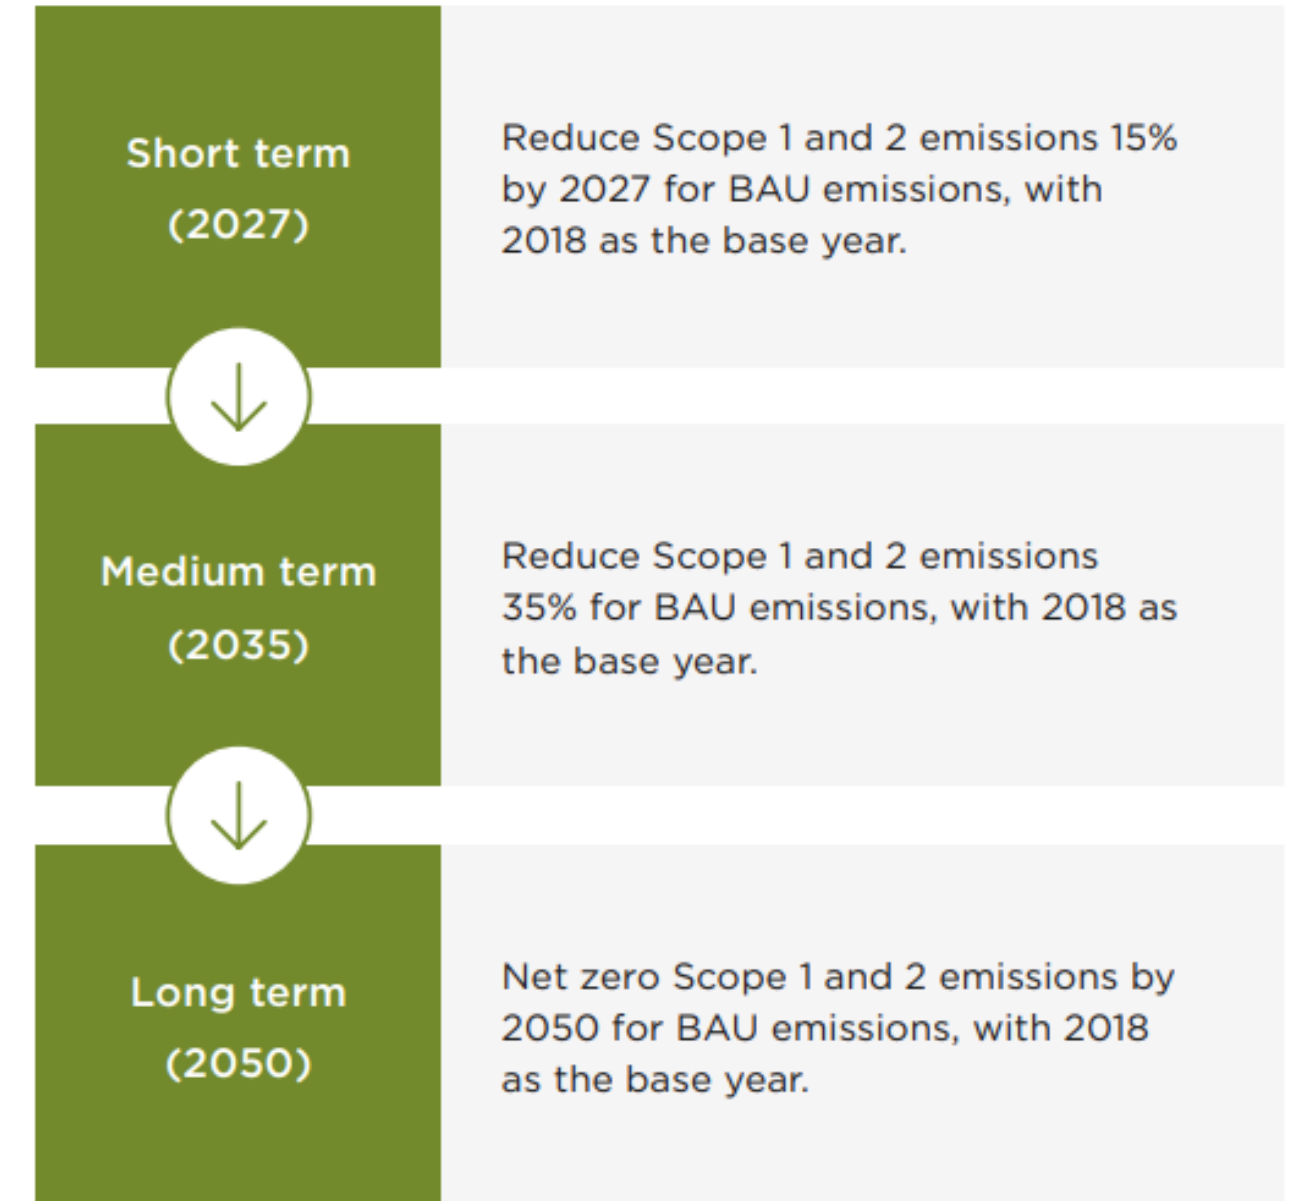 Short term
(2027)
Reduce Scope 1 and 2 emissions 15%
by 2027 for BAU emissions, with
2018 as the base year.
Medium term
(2035)
Reduce Scope 1 and 2 emissions
35% for BAU emissions, with 2018 as
the base year.
Long term
(2050)
Net zero Scope 1 and 2 emissions by
2050 for BAU emissions, with 2018
as the base year.